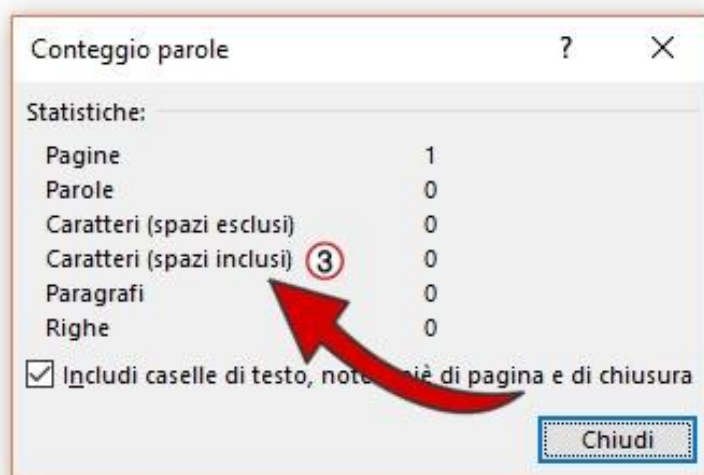 Conteggio parole ? X
Statistiche:
Pagine 1
Parole 0
Caratteri (spazi esclusi) 0
Caratteri (spazi inclusi) 3 0
Paragrafi 0
Righe 0
Includi caselle di testo, note piè di pagina e di chiusura
Chiudi